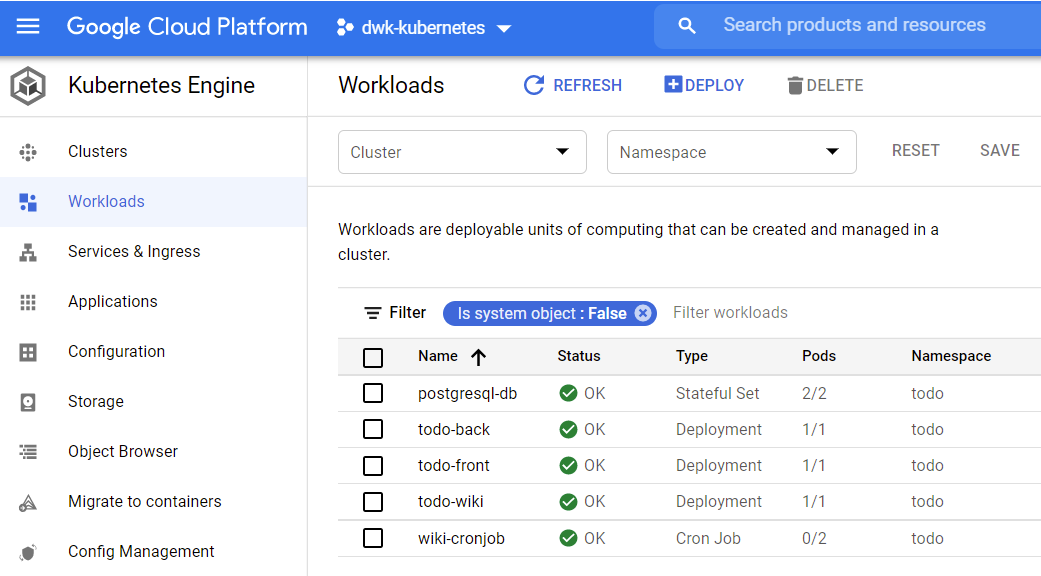 Google Cloud Platform dwk-kubernetes Search products and resources
Kubernetes Engine
Workloads REFRESH DEPLOY DELETE
Clusters
Workloads
Services & Ingress
Applications
Configuration
Storage
Object Browser
Migrate to containers
Config Management
Cluster Namespace RESET SAVE
Workloads are deployable units of computing that can be created and managed in a
cluster.
Filter Is system object : False Filter workloads
Name Status Type Pods Namespace
postgresql-db OK Stateful Set 2/2 todo
todo-back OK Deployment 1/1 todo
todo-front OK Deployment 1/1 todo
todo-wiki OK Deployment 1/1 todo
wiki-cronjob OK Cron Job 0/2 todo